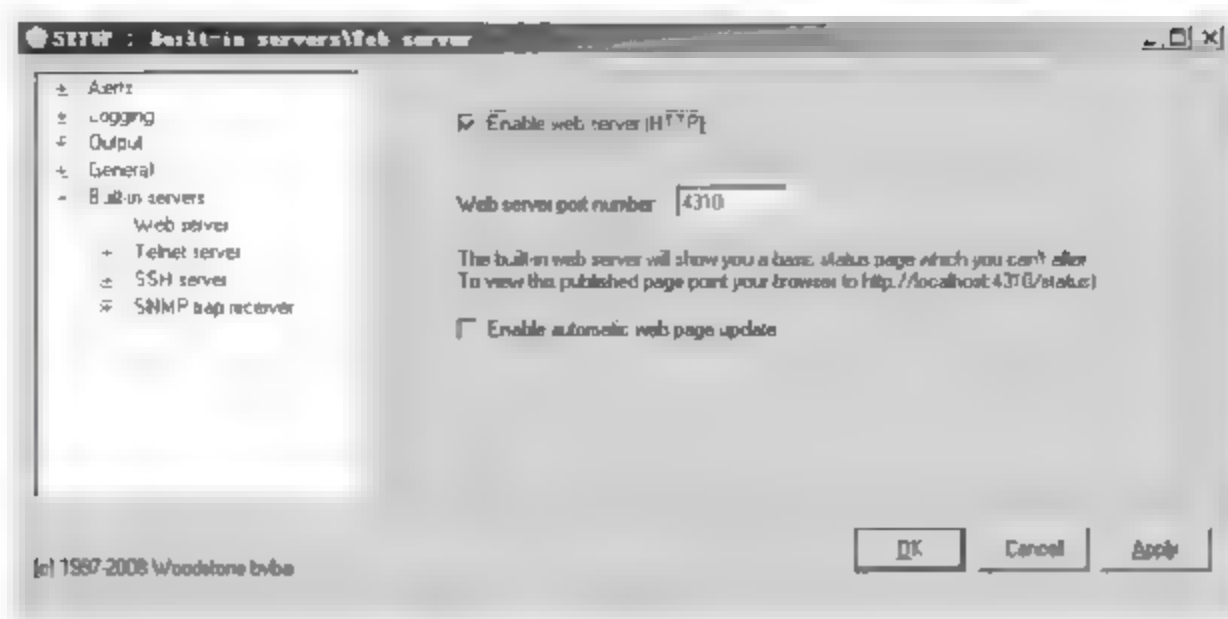 SETUP : Built-in servers\Web server
Alerts
Logging
Output
General
Built-in servers
Web server
Telnet server
SSH server
SNMP trap receiver
Enable web server (HTTP)
Web server port number 4310
The built-in web server will show you a basic status page which you can't alter
To view this published page point your browser to http://localhost:4310/status)
Enable automatic web page update
(c) 1997-2008 Woodstone bvba
OK Cancel Apply